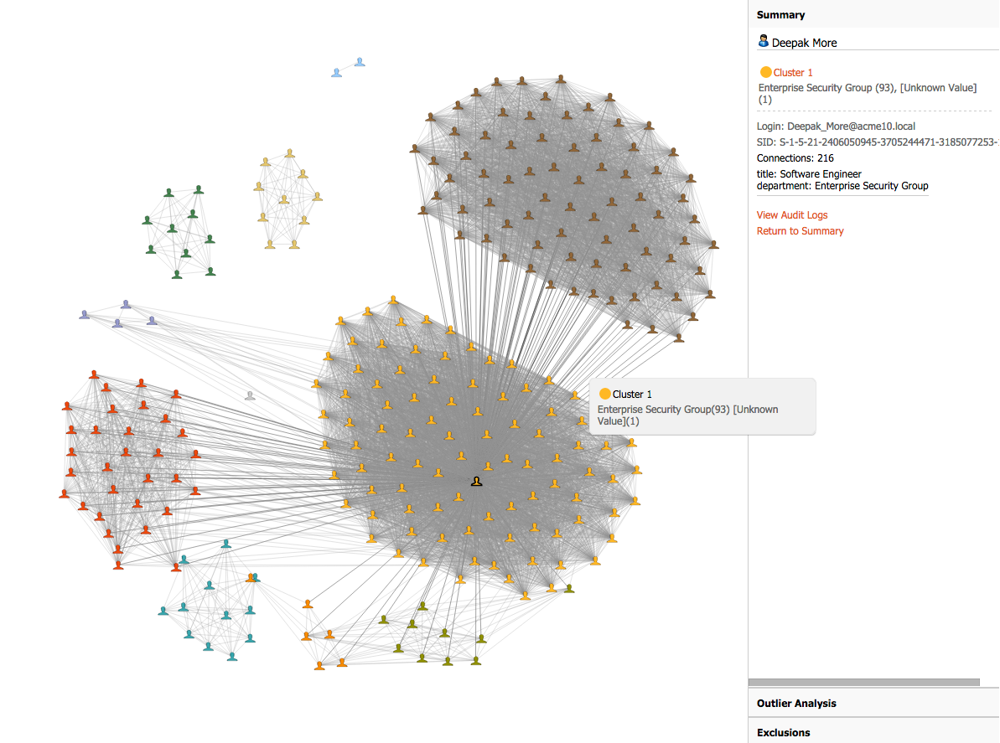 Summary
Deepak More
Cluster 1
Enterprise Security Group (93), [Unknown Value]
(1)
Login: Deepak_More@acme10.local
SID: S-1-5-21-2406050945-3705244471-3185077253-
Connections: 216
title: Software Engineer
department: Enterprise Security Group
View Audit Logs
Return to Summary
Cluster 1
Enterprise Security Group(93) [Unknown
Value](1)
Outlier Analysis
Exclusions